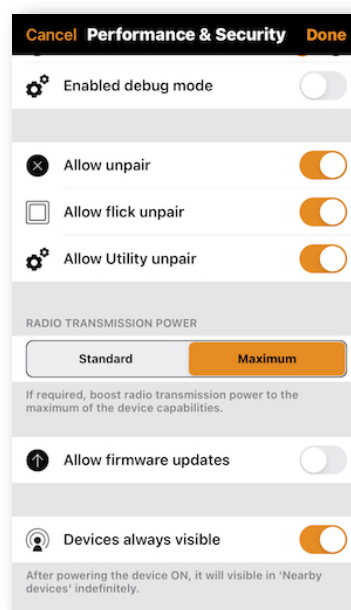 Cancel Performance & Security Done
Enabled debug mode
Allow unpair
Allow flick unpair
Allow Utility unpair
RADIO TRANSMISSION POWER
Standard Maximum
If required, boost radio transmission power to the
maximum of the device capabilities.
Allow firmware updates
Devices always visible
After powering the device ON, it will visible in 'Nearby
devices' indefinitely.